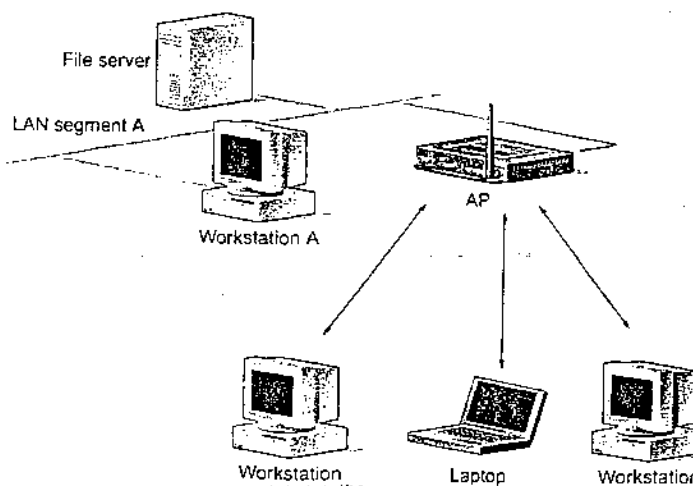 File server
LAN segment A
Workstation A
AP
Workstation
Laptop
Workstation